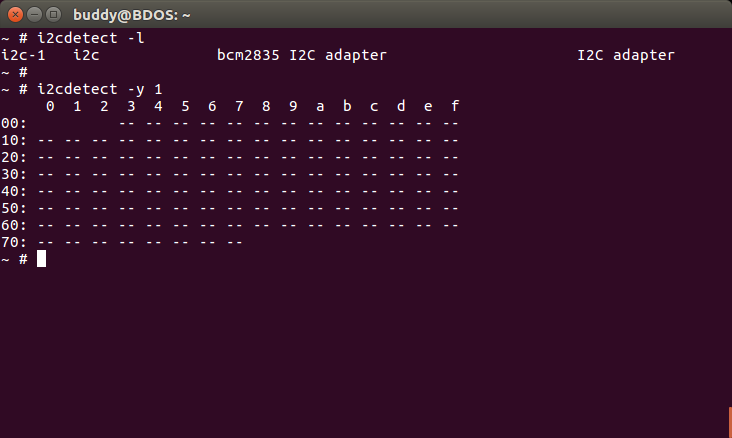 buddy@BDOS: ~
~ # i2cdetect -l
i2c-1   i2c             bcm2835 I2C adapter                     I2C adapter
~ #
~ # i2cdetect -y 1
     0  1  2  3  4  5  6  7  8  9  a  b  c  d  e  f
00:          -- -- -- -- -- -- -- -- -- -- -- -- --
10: -- -- -- -- -- -- -- -- -- -- -- -- -- -- -- --
20: -- -- -- -- -- -- -- -- -- -- -- -- -- -- -- --
30: -- -- -- -- -- -- -- -- -- -- -- -- -- -- -- --
40: -- -- -- -- -- -- -- -- -- -- -- -- -- -- -- --
50: -- -- -- -- -- -- -- -- -- -- -- -- -- -- -- --
60: -- -- -- -- -- -- -- -- -- -- -- -- -- -- -- --
70: -- -- -- -- -- -- -- --
~ #